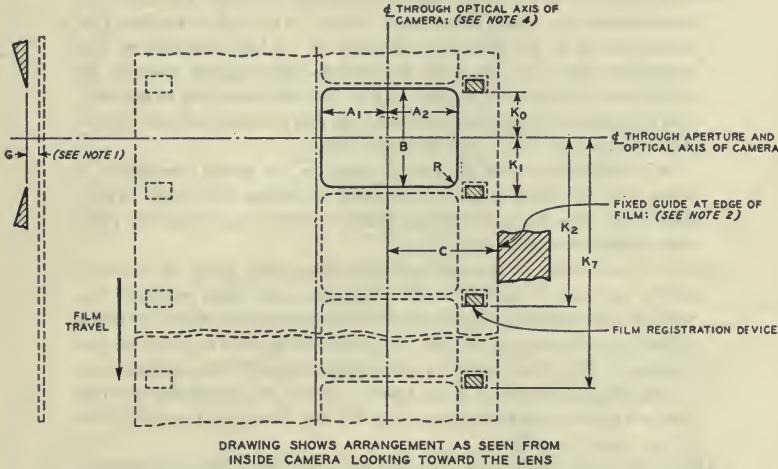 ℄ THROUGH OPTICAL AXIS OF
CAMERA: (SEE NOTE 4)
A₁
A₂
B
R
K₀
K₁
℄ THROUGH APERTURE AND
OPTICAL AXIS OF CAMERA
G
(SEE NOTE 1)
FIXED GUIDE AT EDGE OF
FILM: (SEE NOTE 2)
C
K₂
K₇
FILM
TRAVEL
FILM REGISTRATION DEVICE
DRAWING SHOWS ARRANGEMENT AS SEEN FROM
INSIDE CAMERA LOOKING TOWARD THE LENS